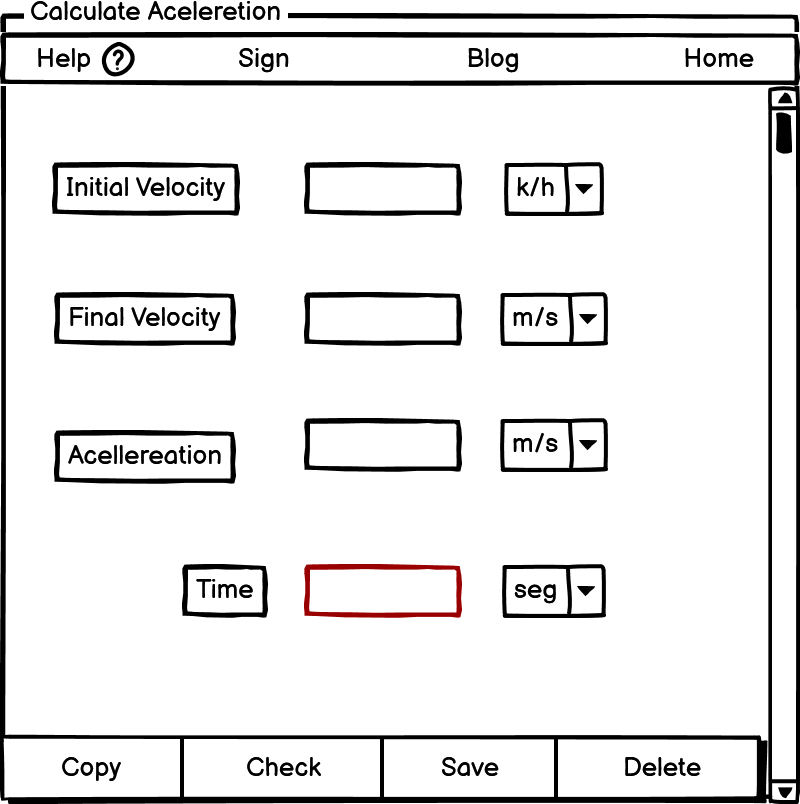 Calculate Aceleretion
Help ? Sign Blog Home
Initial Velocity k/h
Final Velocity m/s
Acellereation m/s
Time seg
Copy Check Save Delete